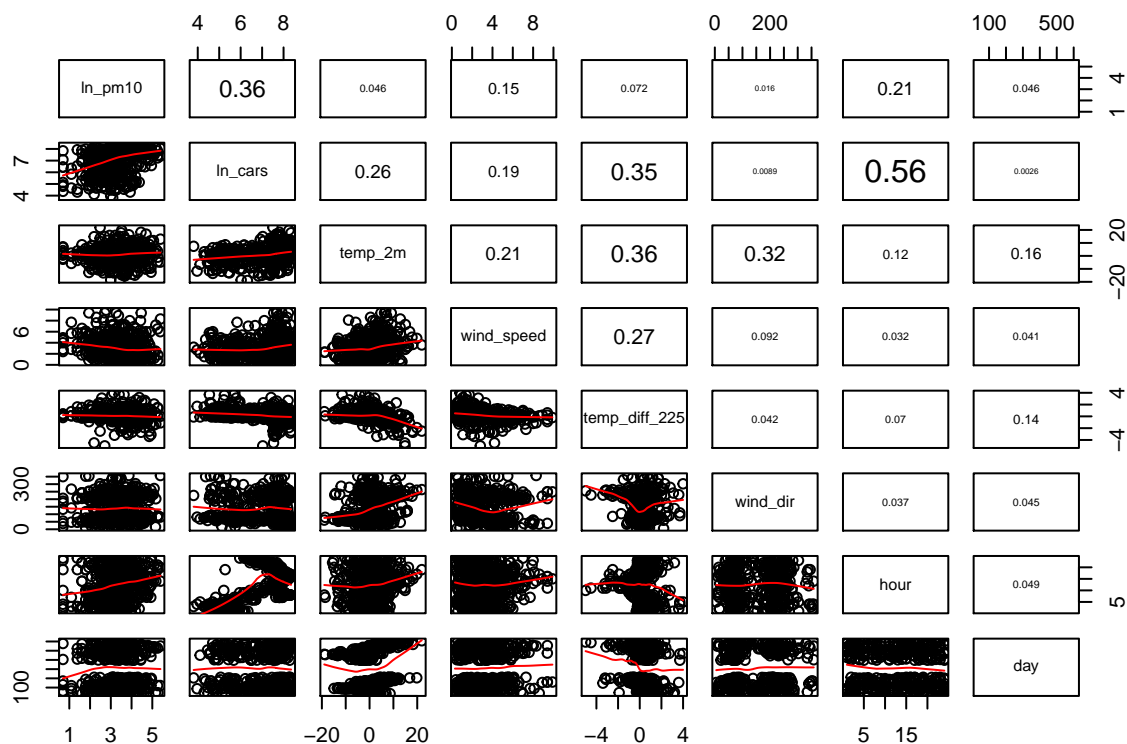 4 6 8 0 4 8 0 200 100 500
ln_pm10 0.36 0.046 0.15 0.072 0.016 0.21 0.046 1 4
4 7 ln_cars 0.26 0.19 0.35 0.0089 0.56 0.0026
temp_2m 0.21 0.36 0.32 0.12 0.16 −20 20
0 6 wind_speed 0.27 0.092 0.032 0.041
temp_diff_225 0.042 0.07 0.14 −4 4
0 300 wind_dir 0.037 0.045
hour 0.049 5
100 day
1 3 5 −20 0 20 −4 0 4 5 15